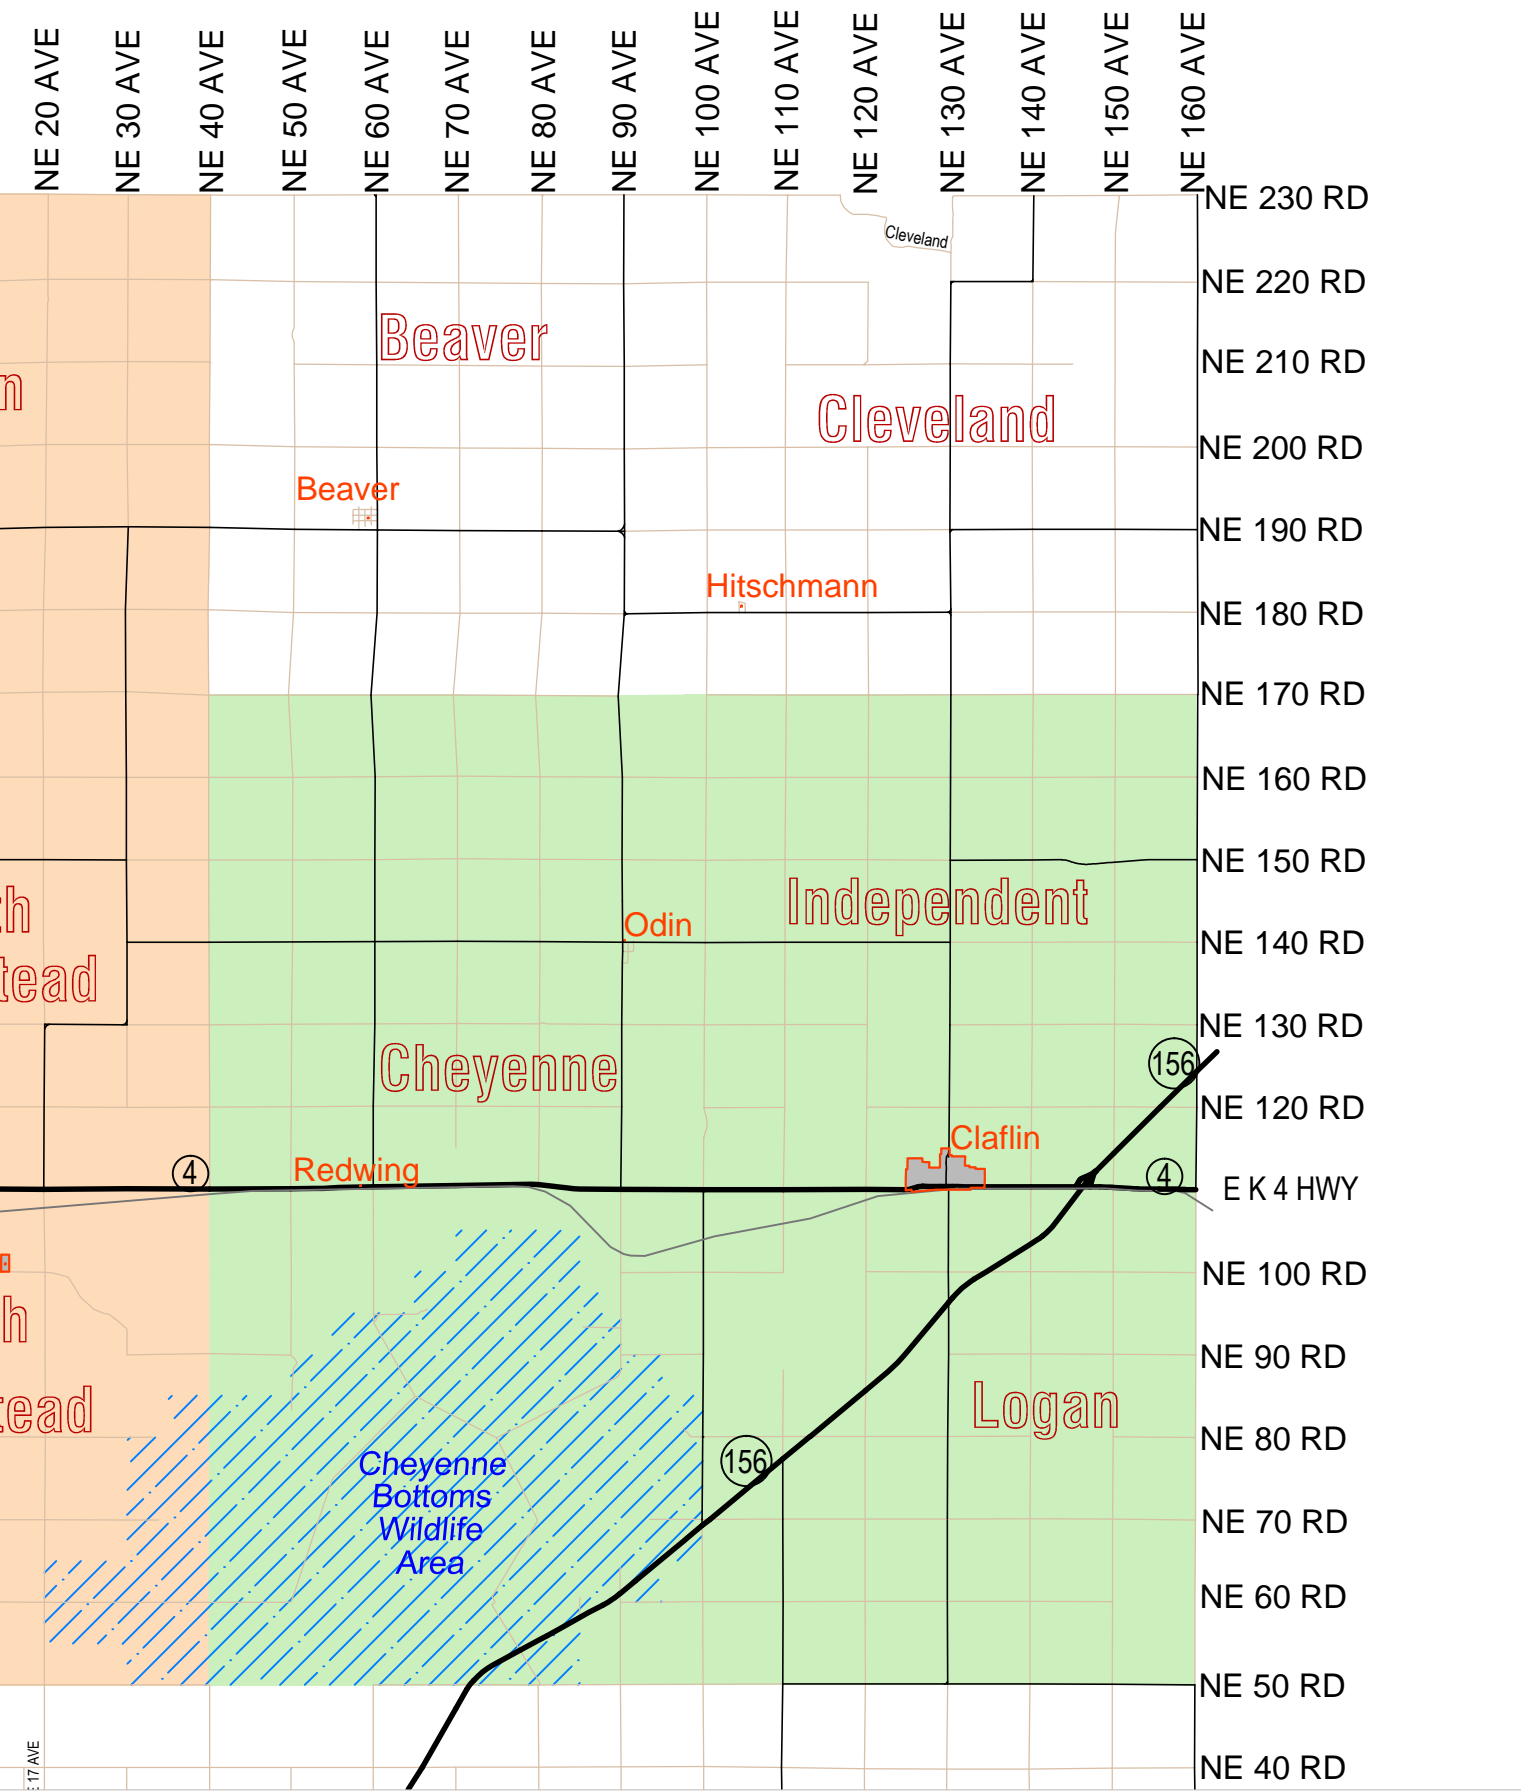 NE 20 AVE
NE 30 AVE
NE 40 AVE
NE 50 AVE
NE 60 AVE
NE 70 AVE
NE 80 AVE
NE 90 AVE
NE 100 AVE
NE 110 AVE
NE 120 AVE
NE 130 AVE
NE 140 AVE
NE 150 AVE
NE 160 AVE
NE 230 RD
Cleveland
NE 220 RD
Beaver
NE 210 RD
n
Cleveland
NE 200 RD
Beaver
NE 190 RD
Hitschmann
NE 180 RD
NE 170 RD
NE 160 RD
NE 150 RD
th
Independent
Odin
NE 140 RD
tead
NE 130 RD
Cheyenne
156
NE 120 RD
Claflin
4
Redwing
4
E K 4 HWY
NE 100 RD
h
NE 90 RD
tead
Logan
NE 80 RD
156
Cheyenne
Bottoms
Wildlife
Area
NE 70 RD
NE 60 RD
NE 50 RD
17 AVE
NE 40 RD